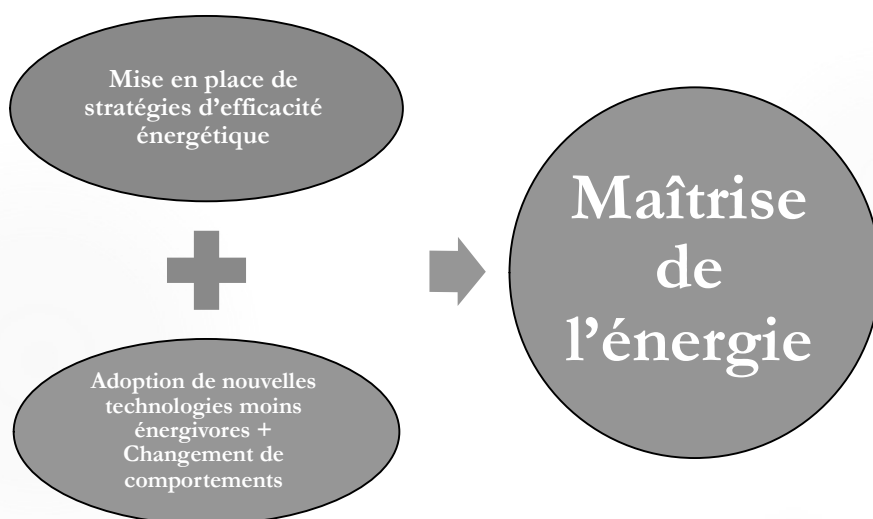 Mise en place de
stratégies d’efficacité
énergétique
Adoption de nouvelles
technologies moins
énergivores +
Changement de
comportements
Maîtrise
de
l’énergie